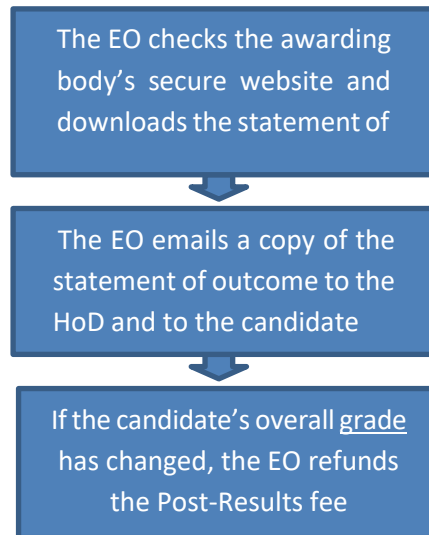 The EO checks the awarding
body’s secure website and
downloads the statement of
The EO emails a copy of the
statement of outcome to the
HoD and to the candidate
If the candidate’s overall grade
has changed, the EO refunds
the Post-Results fee